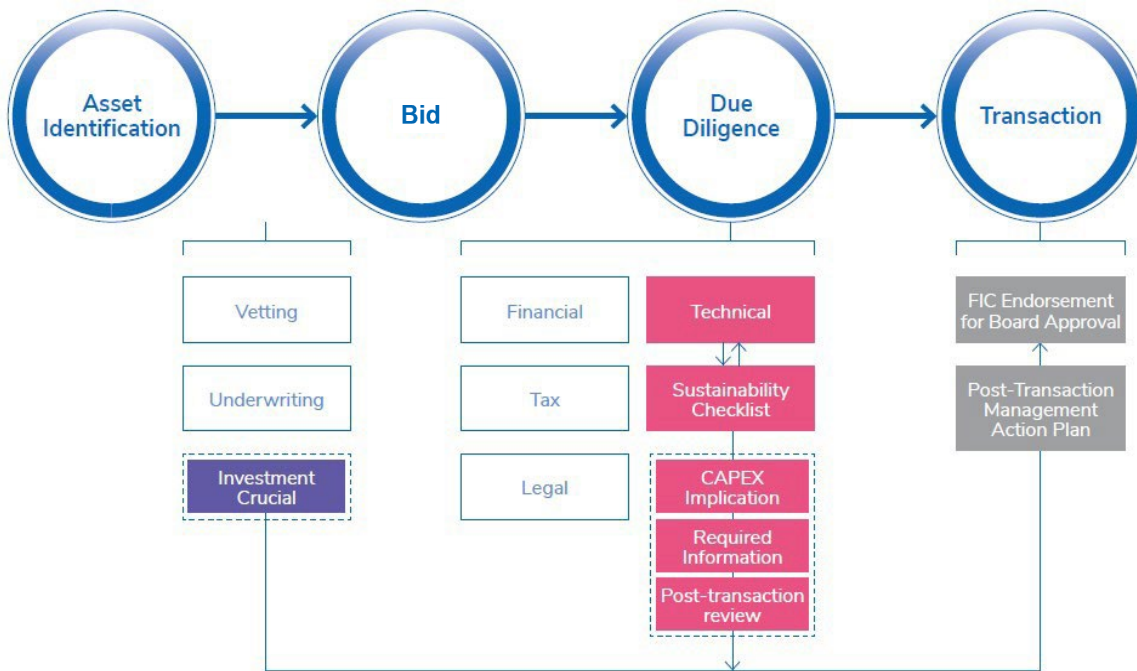 Asset
Identification
Bid
Due
Diligence
Transaction
Vetting
Underwriting
Investment
Crucial
Financial
Tax
Legal
Technical
Sustainability
Checklist
CAPEX
Implication
Required
Information
Post-transaction
review
FIC Endorsement
for Board Approval
Post-Transaction
Management
Action Plan